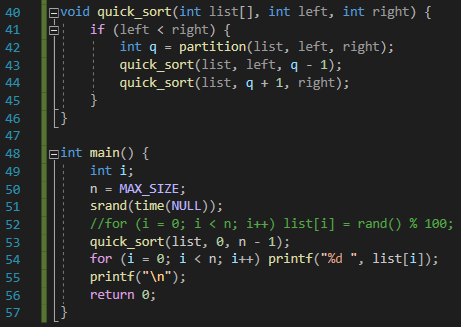 40 void quick_sort(int list[], int left, int right) {
41 if (left < right) {
42 int q = partition(list, left, right);
43 quick_sort(list, left, q - 1);
44 quick_sort(list, q + 1, right);
45 }
46 }
47
48 int main() {
49 int i;
50 n = MAX_SIZE;
51 srand(time(NULL));
52 //for (i = 0; i < n; i++) list[i] = rand() % 100;
53 quick_sort(list, 0, n - 1);
54 for (i = 0; i < n; i++) printf("%d ", list[i]);
55 printf("\n");
56 return 0;
57 }